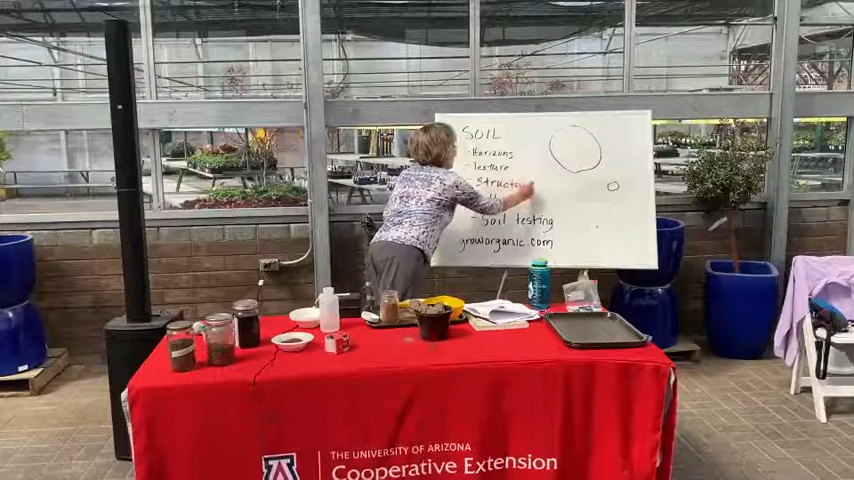 SOIL
- Horizons
- Texture
- Structure
- Soil testing
groworganic.com
THE UNIVERSITY OF ARIZONA
Cooperative Extension
A